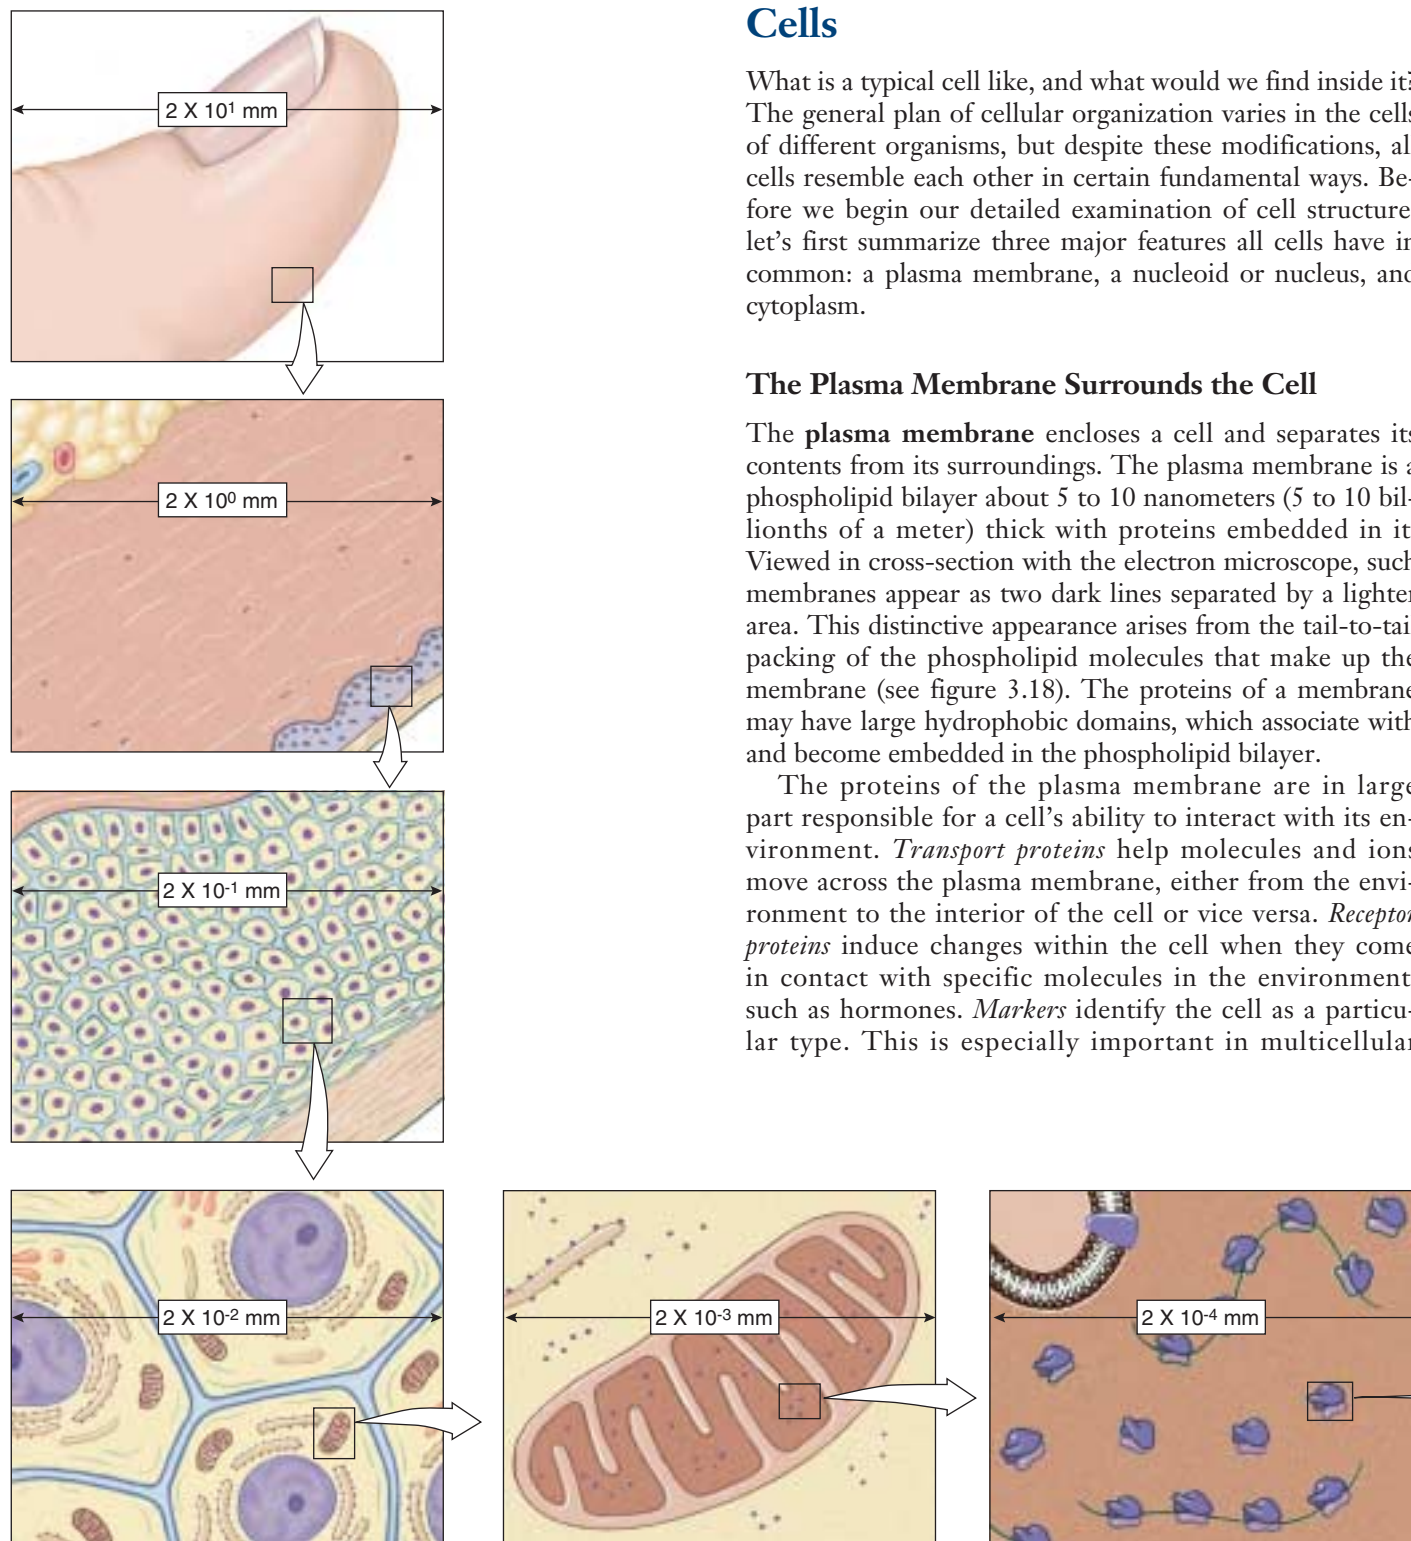 2 X 10¹ mm
2 X 10⁰ mm
2 X 10⁻¹ mm
Cells
What is a typical cell like, and what would we find inside it?
The general plan of cellular organization varies in the cells
of different organisms, but despite these modifications, al
cells resemble each other in certain fundamental ways. Be-
fore we begin our detailed examination of cell structure
let's first summarize three major features all cells have in
common: a plasma membrane, a nucleoid or nucleus, and
cytoplasm.
The Plasma Membrane Surrounds the Cell
The plasma membrane encloses a cell and separates its
contents from its surroundings. The plasma membrane is a
phospholipid bilayer about 5 to 10 nanometers (5 to 10 bil-
lionths of a meter) thick with proteins embedded in it
Viewed in cross-section with the electron microscope, such
membranes appear as two dark lines separated by a lighter
area. This distinctive appearance arises from the tail-to-tai
packing of the phospholipid molecules that make up the
membrane (see figure 3.18). The proteins of a membrane
may have large hydrophobic domains, which associate with
and become embedded in the phospholipid bilayer.
The proteins of the plasma membrane are in large
part responsible for a cell's ability to interact with its en-
vironment. Transport proteins help molecules and ions
move across the plasma membrane, either from the envi-
ronment to the interior of the cell or vice versa. Receptor
proteins induce changes within the cell when they come
in contact with specific molecules in the environment
such as hormones. Markers identify the cell as a particu-
lar type. This is especially important in multicellular
2 X 10⁻² mm
2 X 10⁻³ mm
2 X 10⁻⁴ mm